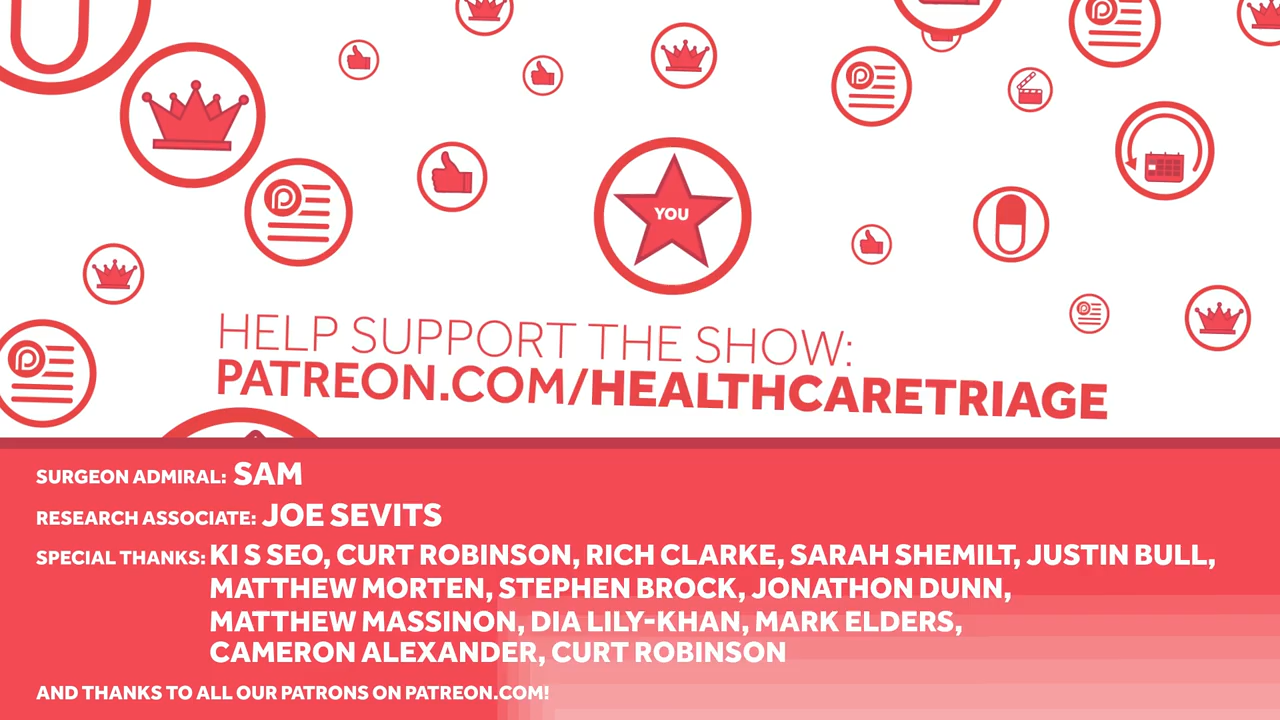 YOU
HELP SUPPORT THE SHOW:
PATREON.COM/HEALTHCARETRIAGE
SURGEON ADMIRAL: SAM
RESEARCH ASSOCIATE: JOE SEVITS
SPECIAL THANKS: KI S SEO, CURT ROBINSON, RICH CLARKE, SARAH SHEMILT, JUSTIN BULL,
MATTHEW MORTEN, STEPHEN BROCK, JONATHON DUNN,
MATTHEW MASSINON, DIA LILY-KHAN, MARK ELDERS,
CAMERON ALEXANDER, CURT ROBINSON
AND THANKS TO ALL OUR PATRONS ON PATREON.COM!